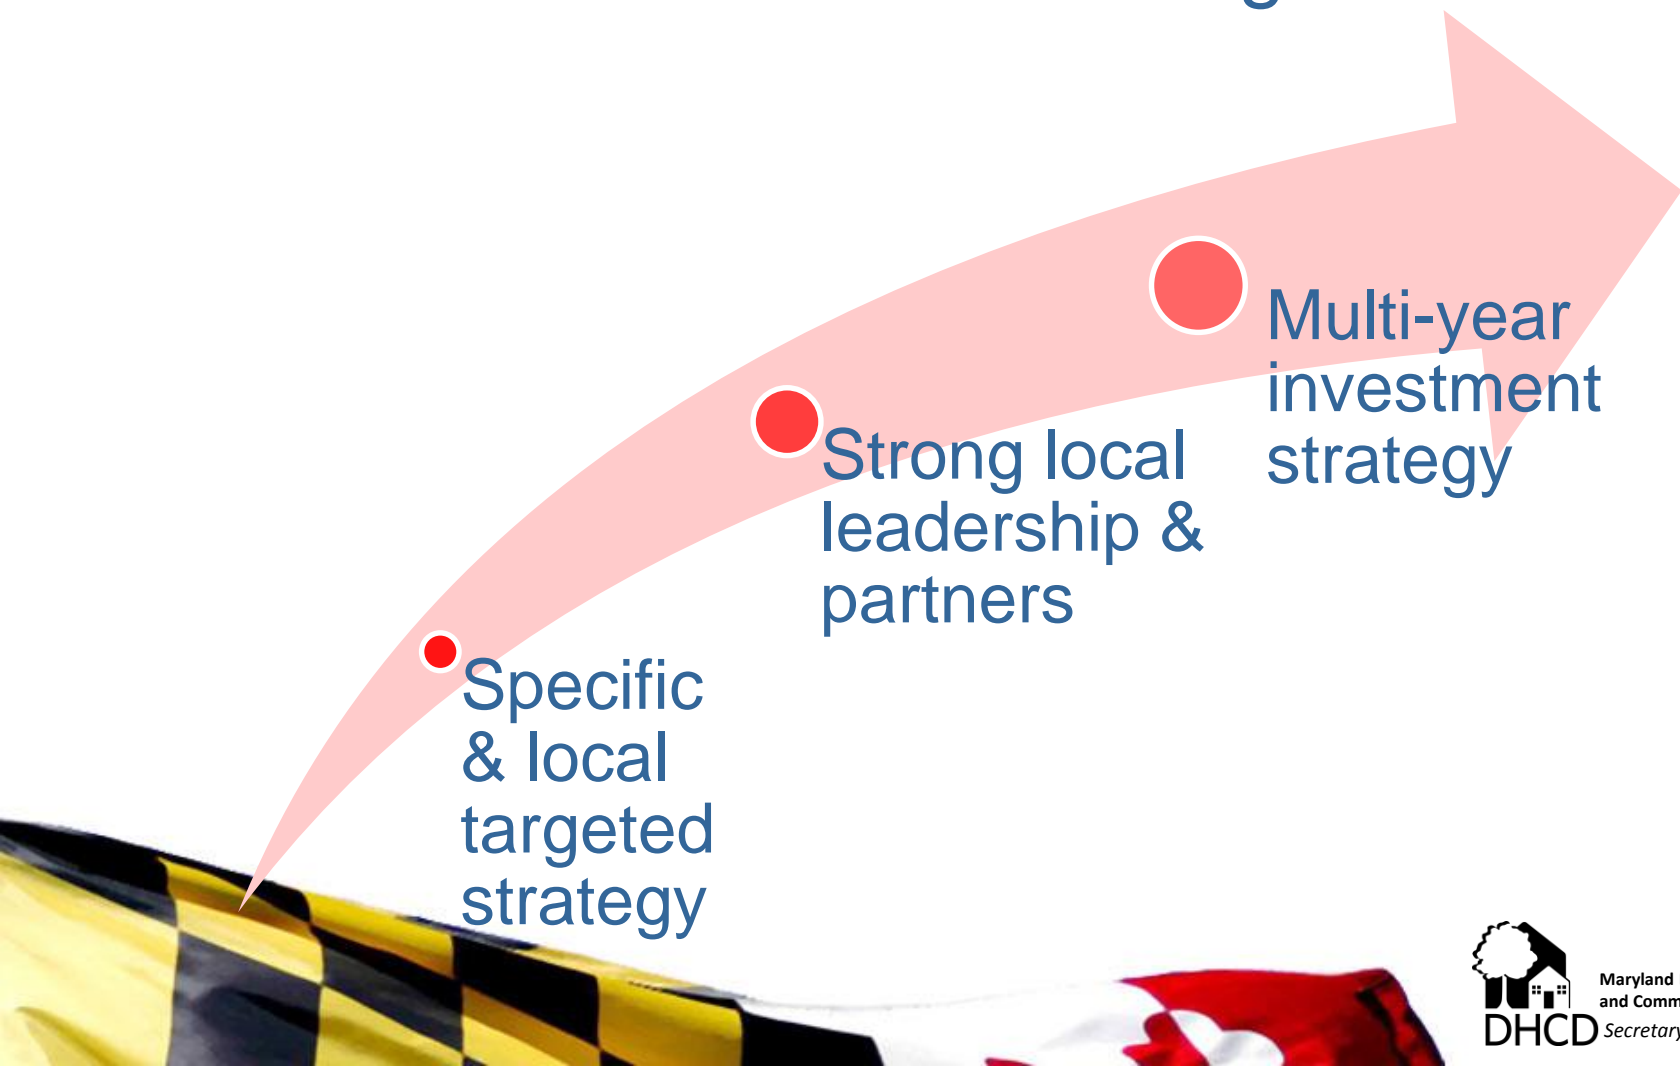 Multi-year
investment
strategy
Strong local
leadership &
partners
Specific
& local
targeted
strategy
Maryland
and Comm
DHCD Secretary